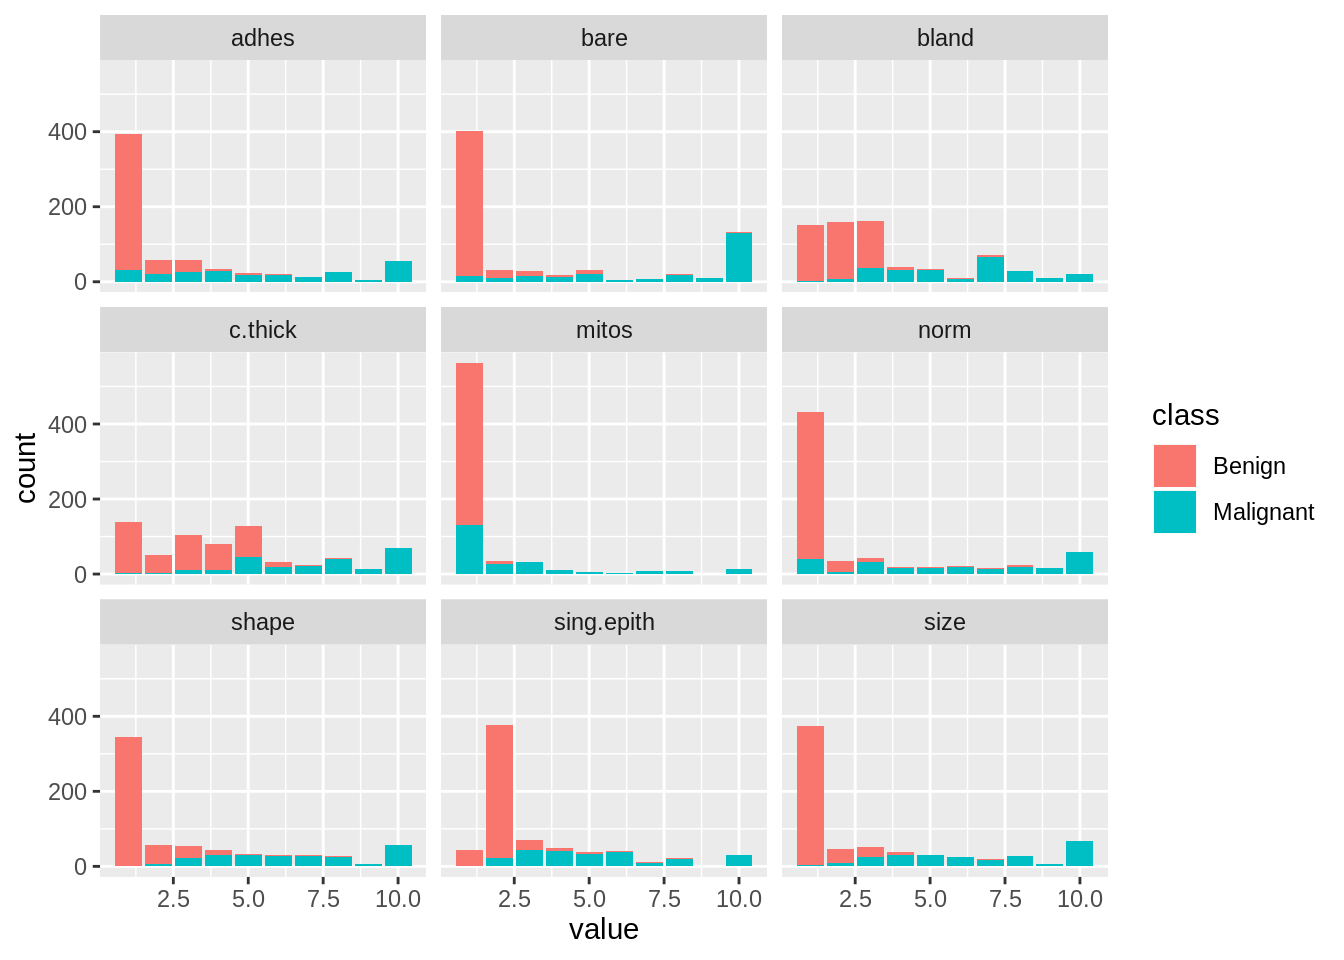 adhes bare bland
400
200
0
c.thick mitos norm
400
200
0
shape sing.epith size
400
200
0
2.5 5.0 7.5 10.0 2.5 5.0 7.5 10.0 2.5 5.0 7.5 10.0
value
count
class
Benign
Malignant